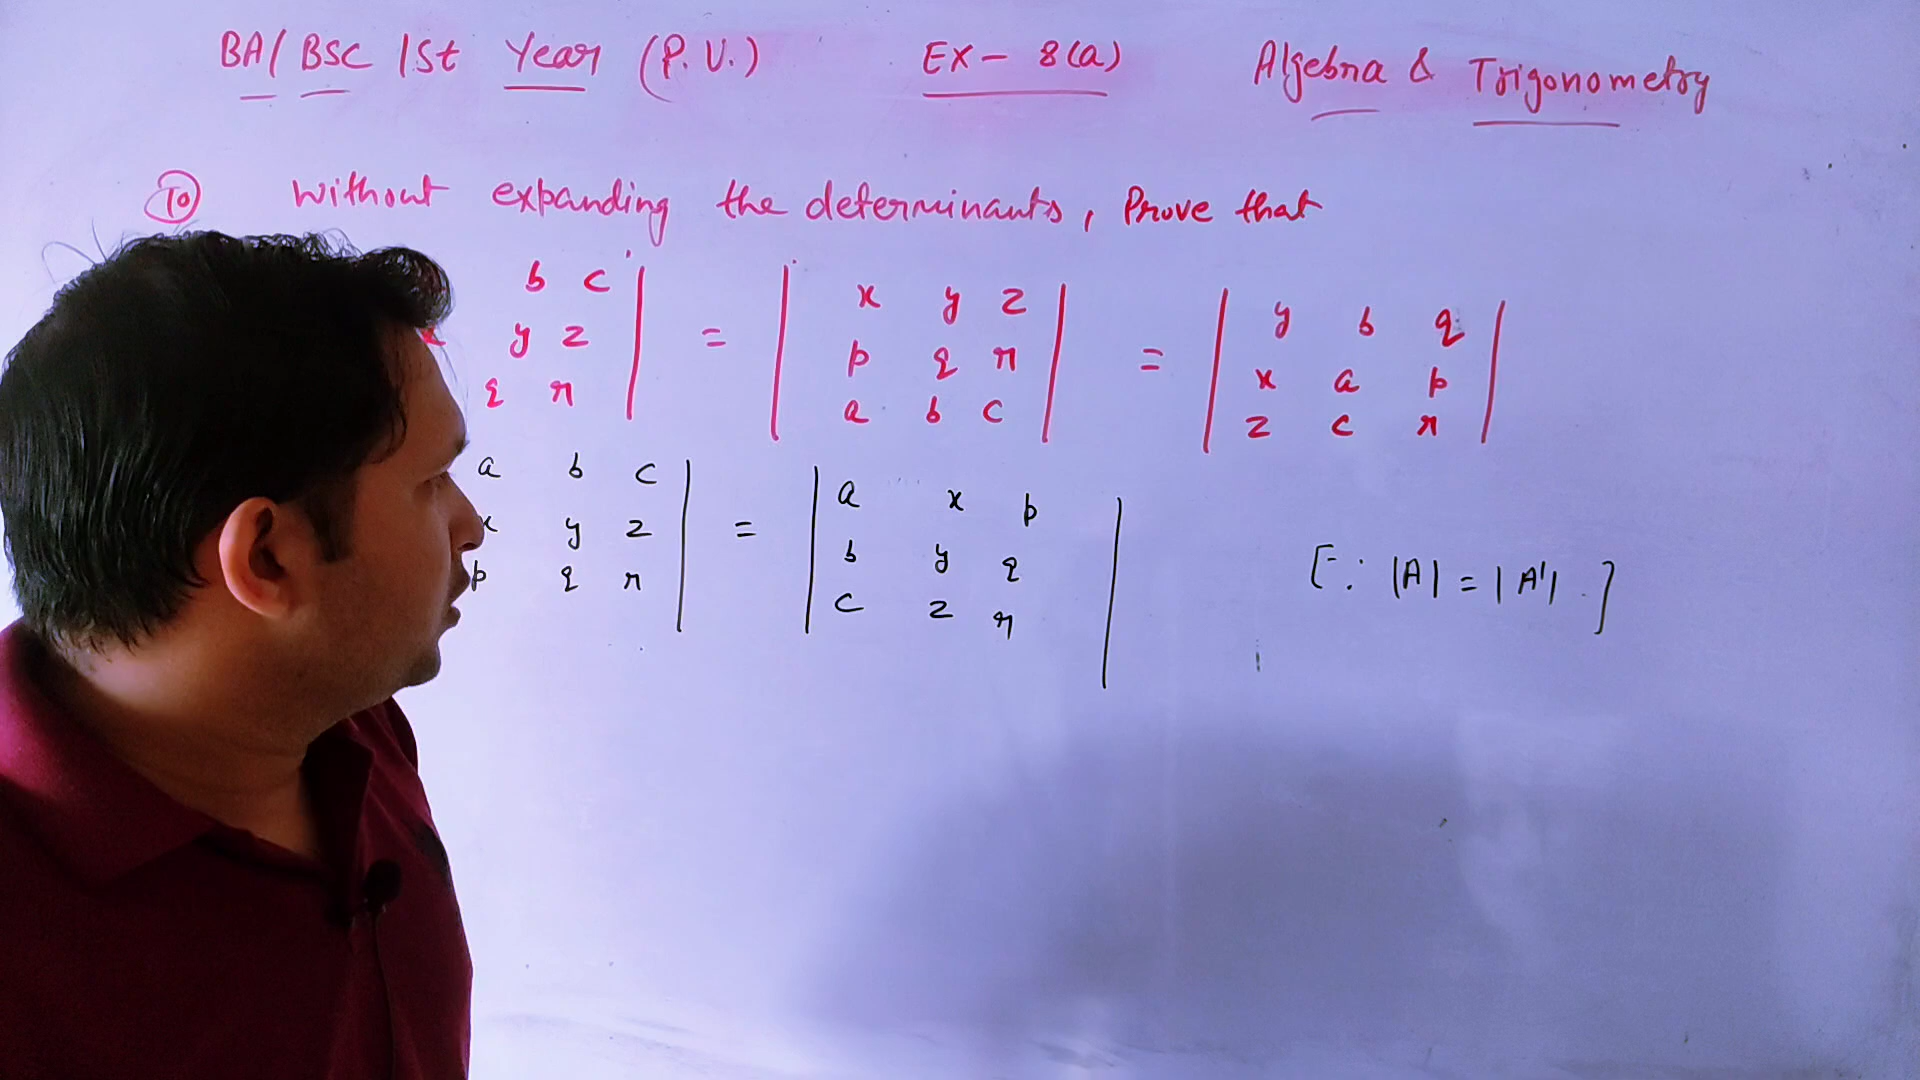 BA/BSC 1St Year (P.U.) EX- 8(a) Algebra & Trigonometry
10 without expanding the determinants, Prove that
b c | = | x y z | = | y b q |
x y z | | p q r | | x a p |
q r | | a b c | | z c r |
a b c | = | a x p |
x y z | | b y q | [∵ |A| = |A'| .]
p q r | | c z r |